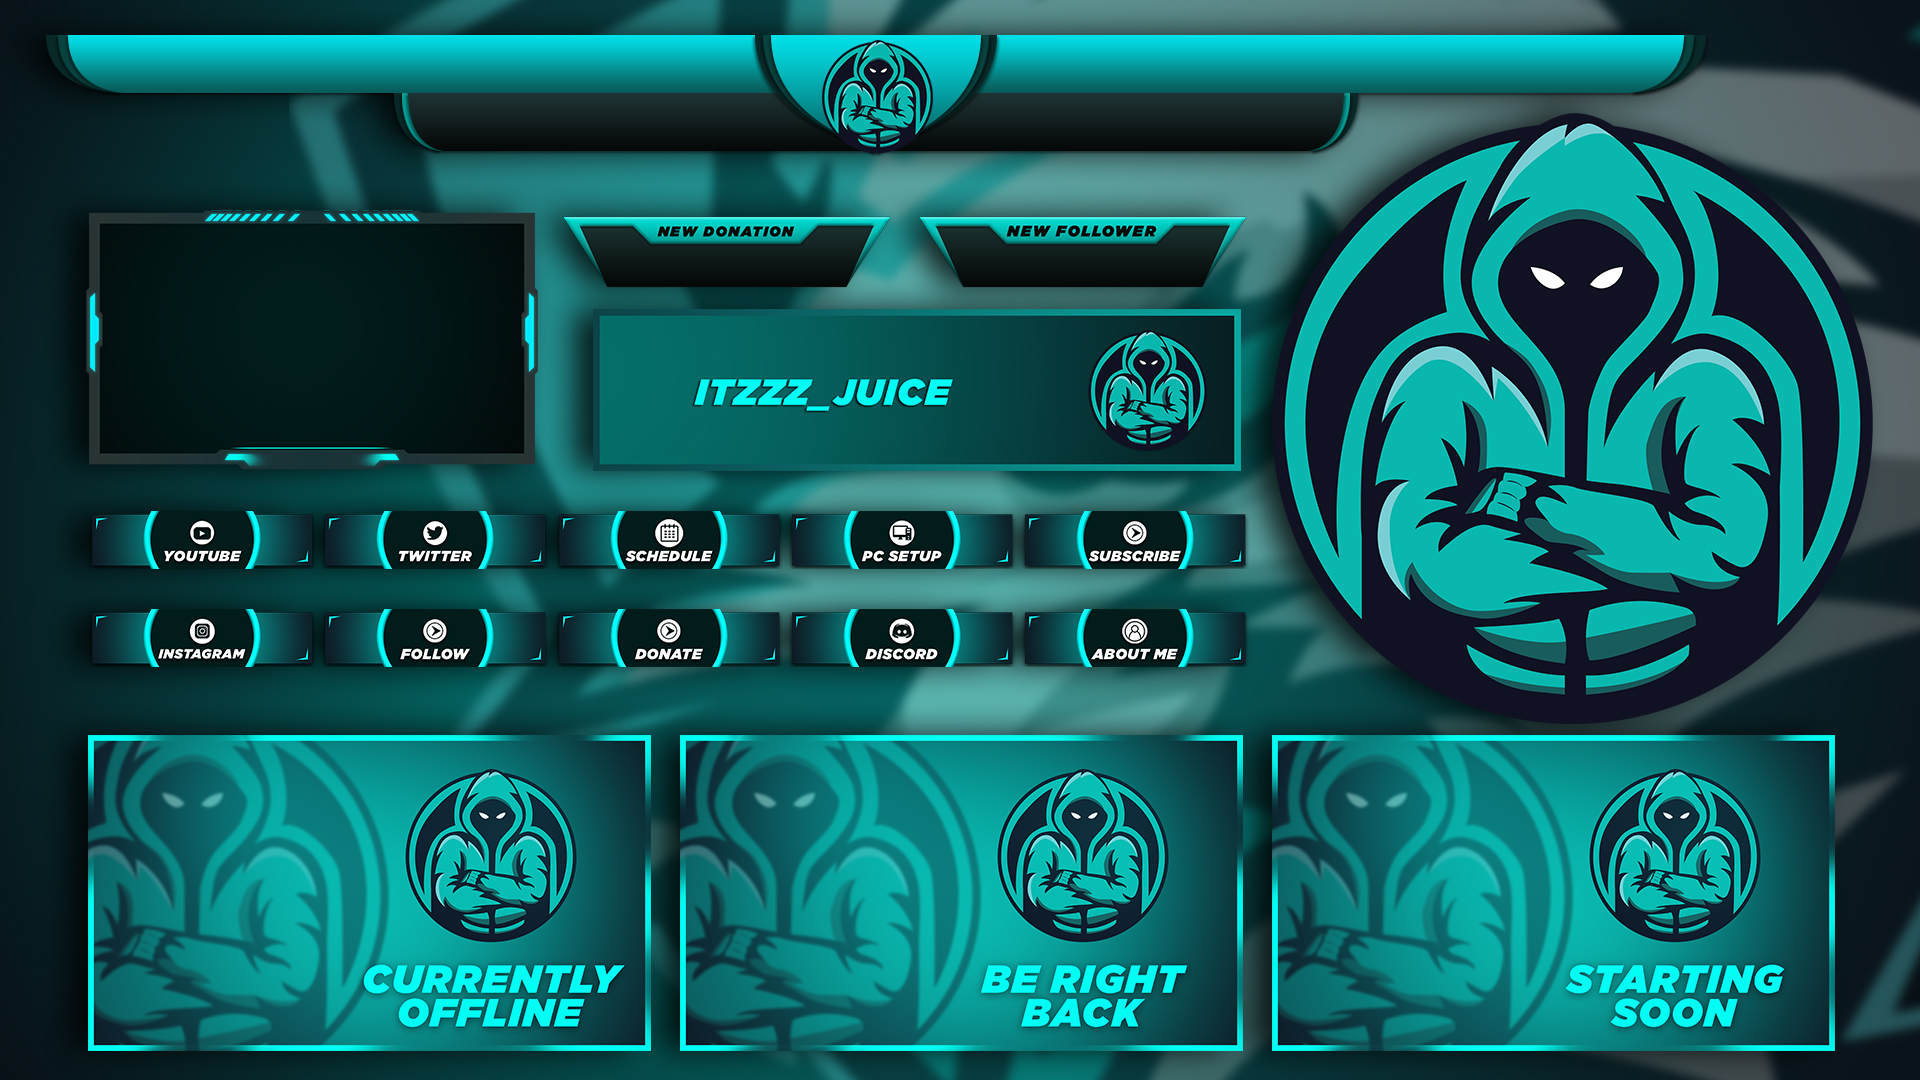 NEW DONATION
NEW FOLLOWER
ITZZZ_JUICE
YOUTUBE
TWITTER
SCHEDULE
PC SETUP
SUBSCRIBE
INSTAGRAM
FOLLOW
DONATE
DISCORD
ABOUT ME
CURRENTLY
OFFLINE
BE RIGHT
BACK
STARTING
SOON